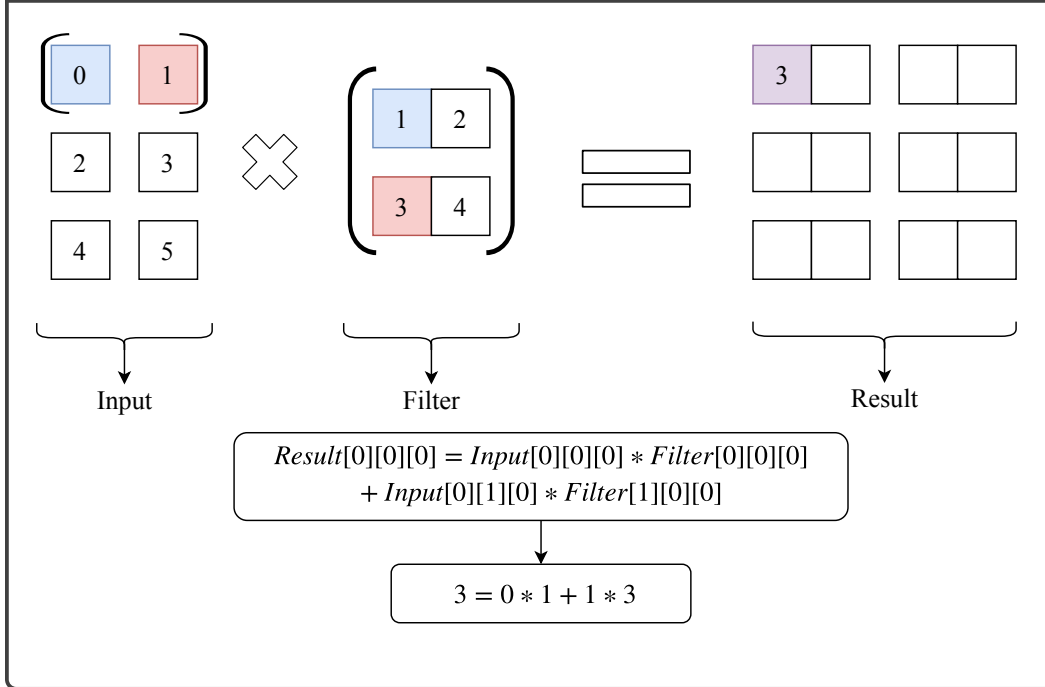 0 1
2 3
4 5
1 2
3 4
3
Input
Filter
Result
Result[0][0][0] = Input[0][0][0] ∗ Filter[0][0][0]
+ Input[0][1][0] ∗ Filter[1][0][0]
3 = 0 ∗ 1 + 1 ∗ 3